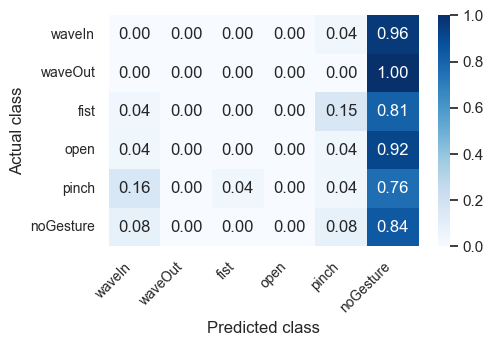 waveIn 0.00 0.00 0.00 0.00 0.04 0.96
waveOut 0.00 0.00 0.00 0.00 0.00 1.00
fist 0.04 0.00 0.00 0.00 0.15 0.81
open 0.04 0.00 0.00 0.00 0.04 0.92
pinch 0.16 0.00 0.04 0.00 0.04 0.76
noGesture 0.08 0.00 0.00 0.00 0.08 0.84
Actual class
waveIn waveOut fist open pinch noGesture
Predicted class
1.0
0.8
0.6
0.4
0.2
0.0